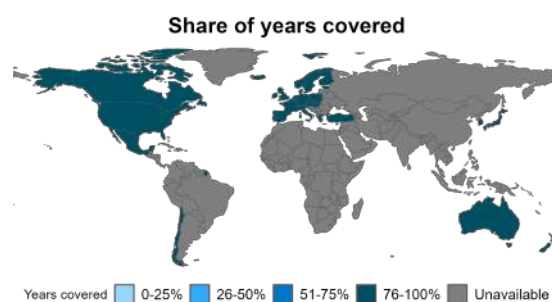 Share of years covered
Years covered 0-25% 26-50% 51-75% 76-100% Unavailable